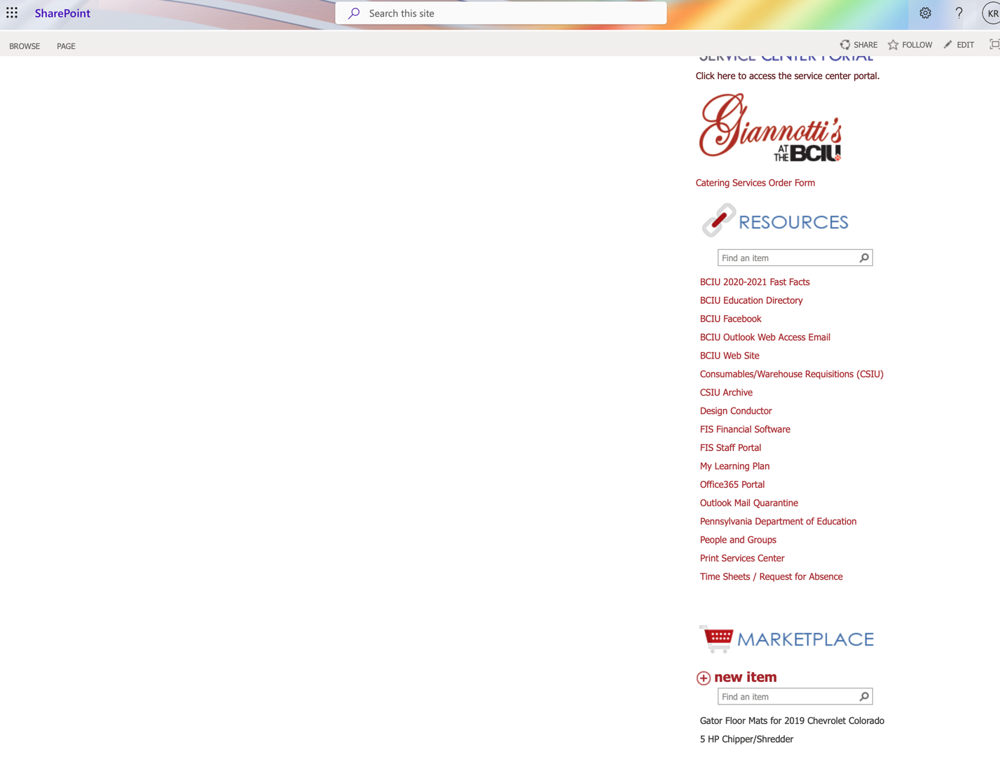 SharePoint
Search this site
KR
BROWSE
PAGE
SHARE
FOLLOW
EDIT
SERVICE CENTER PORTAL
Click here to access the service center portal.
Giannotti's
AT THE BCIU
Catering Services Order Form
RESOURCES
Find an item
BCIU 2020-2021 Fast Facts
BCIU Education Directory
BCIU Facebook
BCIU Outlook Web Access Email
BCIU Web Site
Consumables/Warehouse Requisitions (CSIU)
CSIU Archive
Design Conductor
FIS Financial Software
FIS Staff Portal
My Learning Plan
Office365 Portal
Outlook Mail Quarantine
Pennsylvania Department of Education
People and Groups
Print Services Center
Time Sheets / Request for Absence
MARKETPLACE
new item
Find an item
Gator Floor Mats for 2019 Chevrolet Colorado
5 HP Chipper/Shredder